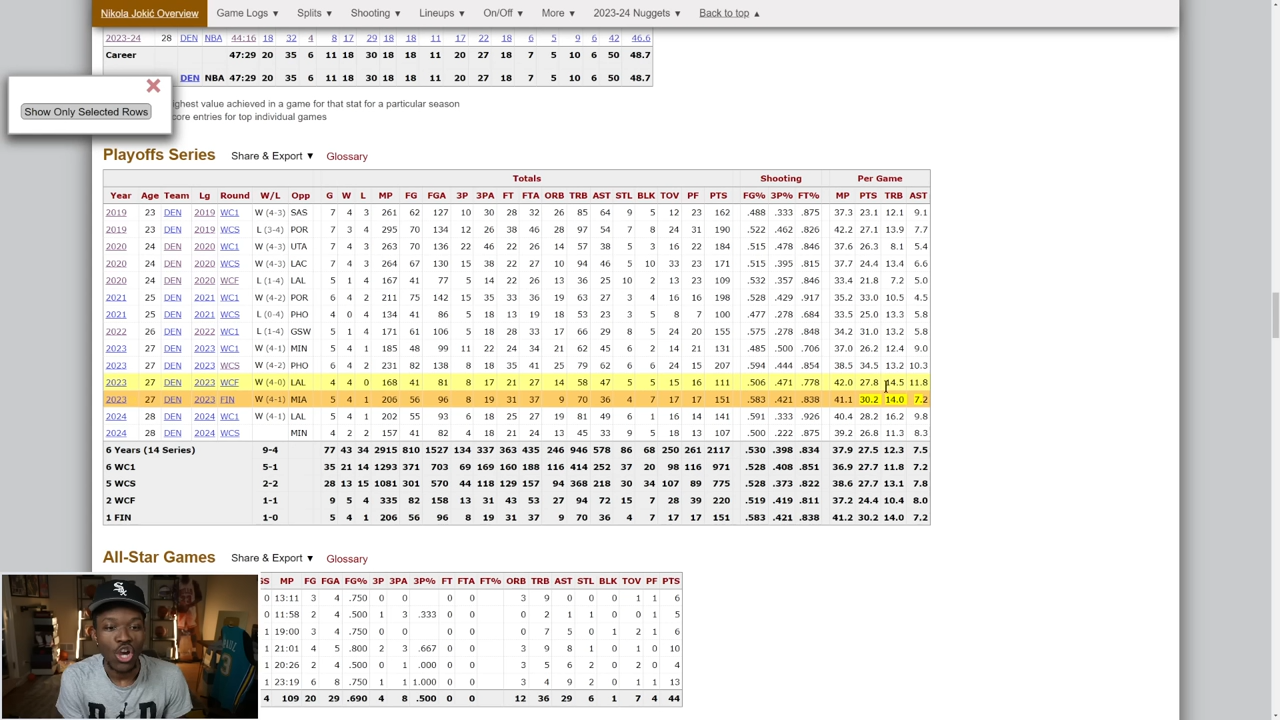 Nikola Jokić Overview Game Logs ▼ Splits ▼ Shooting ▼ Lineups ▼ On/Off ▼ More ▼ 2023-24 Nuggets ▼ Back to top ▲
2023-24 28 DEN NBA 44:16 18 32 4 8 17 29 18 18 11 17 22 11 17 6 5 9 6 42 46.6
Career 47:29 20 35 6 11 18 30 18 18 11 20 27 18 7 5 10 6 50 48.7
DEN NBA 47:29 20 35 6 11 18 30 18 18 11 20 27 18 7 5 10 6 50 48.7
Show Only Selected Rows
ighest value achieved in a game for that stat for a particular season
core entries for top individual games
Playoffs Series Share & Export ▼ Glossary
Totals Shooting Per Game
Year Age Team Lg Round W/L Opp G W L MP FG FGA 3P 3PA FT FTA ORB TRB AST STL BLK TOV PF PTS FG% 3P% FT% MP PTS TRB AST
2019 23 DEN 2019 WC1 W (4-3) SAS 7 4 3 261 62 127 10 30 28 32 26 85 64 9 5 12 23 162 .488 .333 .875 37.3 23.1 12.1 9.1
2019 23 DEN 2019 WCS L (3-4) POR 7 3 4 295 70 134 12 26 38 46 28 97 54 7 8 24 31 190 .522 .462 .826 42.2 27.1 13.9 7.7
2020 24 DEN 2020 WC1 W (4-3) UTA 7 4 3 263 70 136 22 46 22 26 14 57 38 5 3 16 22 184 .515 .478 .846 37.6 26.3 8.1 5.4
2020 24 DEN 2020 WCS W (4-3) LAC 7 4 3 264 67 130 15 38 22 26 10 94 46 5 10 33 23 171 .515 .395 .846 37.7 24.4 13.4 6.6
2020 24 DEN 2020 WCF L (1-4) LAL 5 1 4 167 41 77 5 14 22 26 13 36 25 10 2 13 23 109 .532 .357 .846 33.4 21.8 7.2 5.0
2021 25 DEN 2021 WC1 W (4-2) POR 6 4 2 211 75 142 15 35 33 36 19 63 27 3 4 16 16 198 .528 .429 .917 35.2 33.0 10.5 4.5
2021 25 DEN 2021 WCS L (0-4) PHO 4 0 4 134 41 86 5 18 13 19 18 53 23 3 5 8 7 100 .477 .278 .684 33.5 25.0 13.3 5.8
2022 26 DEN 2022 WC1 L (1-4) GSW 5 1 4 171 61 106 5 18 28 33 17 66 29 8 5 24 20 155 .575 .278 .848 34.2 31.0 13.2 5.8
2023 27 DEN 2023 WC1 W (4-1) MIN 5 4 1 185 48 99 11 22 24 34 21 62 45 6 2 14 21 131 .485 .500 .706 37.0 26.2 12.4 9.0
2023 27 DEN 2023 WCS W (4-2) PHO 6 4 2 231 82 138 8 18 35 41 25 79 62 6 6 24 15 207 .594 .444 .854 38.5 34.5 13.2 10.3
2023 27 DEN 2023 WCF W (4-0) LAL 4 4 0 168 41 81 8 17 21 27 14 58 47 5 5 15 16 111 .506 .471 .778 42.0 27.8 14.5 11.8
2023 27 DEN 2023 FIN W (4-1) MIA 5 4 1 206 56 96 8 19 31 37 9 70 36 4 7 17 17 151 .583 .421 .838 41.1 30.2 14.0 7.2
2024 28 DEN 2024 WC1 W (4-1) LAL 5 4 1 202 55 93 6 18 25 27 19 81 49 6 1 16 14 141 .591 .333 .926 40.4 28.2 16.2 9.8
2024 28 DEN 2024 WCS MIN 4 2 2 157 41 82 4 18 21 24 13 45 33 9 5 18 13 107 .500 .222 .875 39.2 26.8 11.3 8.3
6 Years (14 Series) 9-4 77 43 34 2915 810 1527 134 337 363 435 246 946 578 86 68 250 261 2117 .530 .398 .834 37.9 27.5 12.3 7.5
6 WC1 5-1 35 21 14 1293 371 703 69 169 160 188 116 414 252 37 20 98 116 971 .528 .408 .851 36.9 27.7 11.8 7.2
5 WCS 2-2 28 13 15 1081 301 570 44 118 129 157 94 368 218 30 34 107 89 775 .528 .373 .822 38.6 27.7 13.1 7.8
2 WCF 1-1 9 5 4 335 82 158 13 31 43 53 27 94 72 15 7 28 39 220 .519 .419 .811 37.2 24.4 10.4 8.0
1 FIN 1-0 5 4 1 206 56 96 8 19 31 37 9 70 36 4 7 17 17 151 .583 .421 .838 41.2 30.2 14.0 7.2
All-Star Games Share & Export ▼ Glossary
GS MP FG FGA FG% 3P 3PA 3P% FT FTA FT% ORB TRB AST STL BLK TOV PF PTS
0 13:11 3 4 .750 0 0 0 0 3 9 0 0 0 1 1 6
0 11:58 2 4 .500 1 3 .333 0 0 0 2 1 1 0 0 1 5
1 19:00 3 4 .750 0 0 0 0 0 7 5 0 1 2 1 6
1 21:01 4 5 .800 2 3 .667 0 0 3 9 8 1 0 1 0 10
1 20:26 2 4 .500 0 1 .000 0 0 3 5 6 2 0 2 0 4
1 23:19 6 8 .750 1 1 1.000 0 0 3 4 9 2 0 1 1 13
4 109 20 29 .690 4 8 .500 0 0 12 36 29 6 1 7 4 44